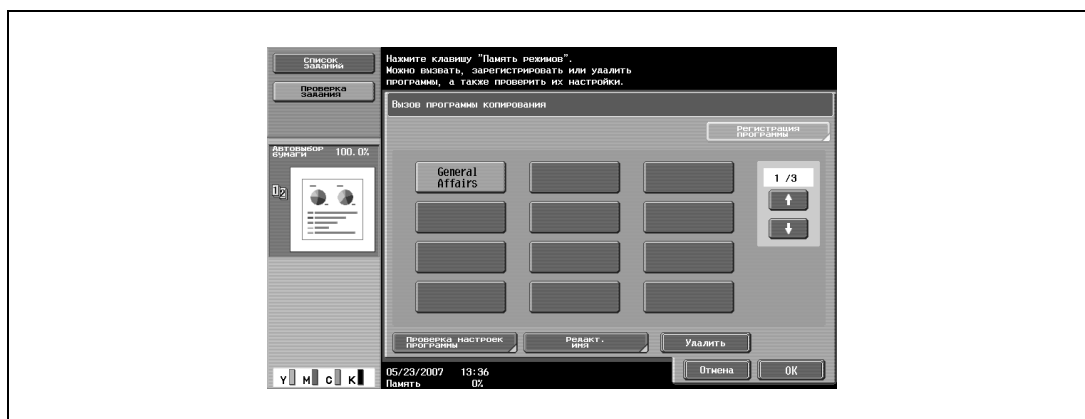 Список
заданий
Проверка
задания
Автовыбор
бумаги 100.0%
12
Y M C K
Нажмите клавишу "Память режимов".
Можно вызвать, зарегистрировать или удалить
программы, а также проверить их настройки.
Вызов программы копирования
Регистрация
программы
General
Affairs
1 /3
Проверка настроек
программы
Редакт.
имя
Удалить
05/23/2007 13:36
Память 0%
Отмена
OK